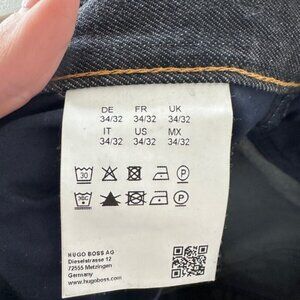 DE FR UK
34/32 34/32 34/32
IT US MX
34/32 34/32 34/32
30 P
30C P
HUGO BOSS AG
Dieselstrasse 12
72555 Metzingen
Germany
www.hugoboss.com